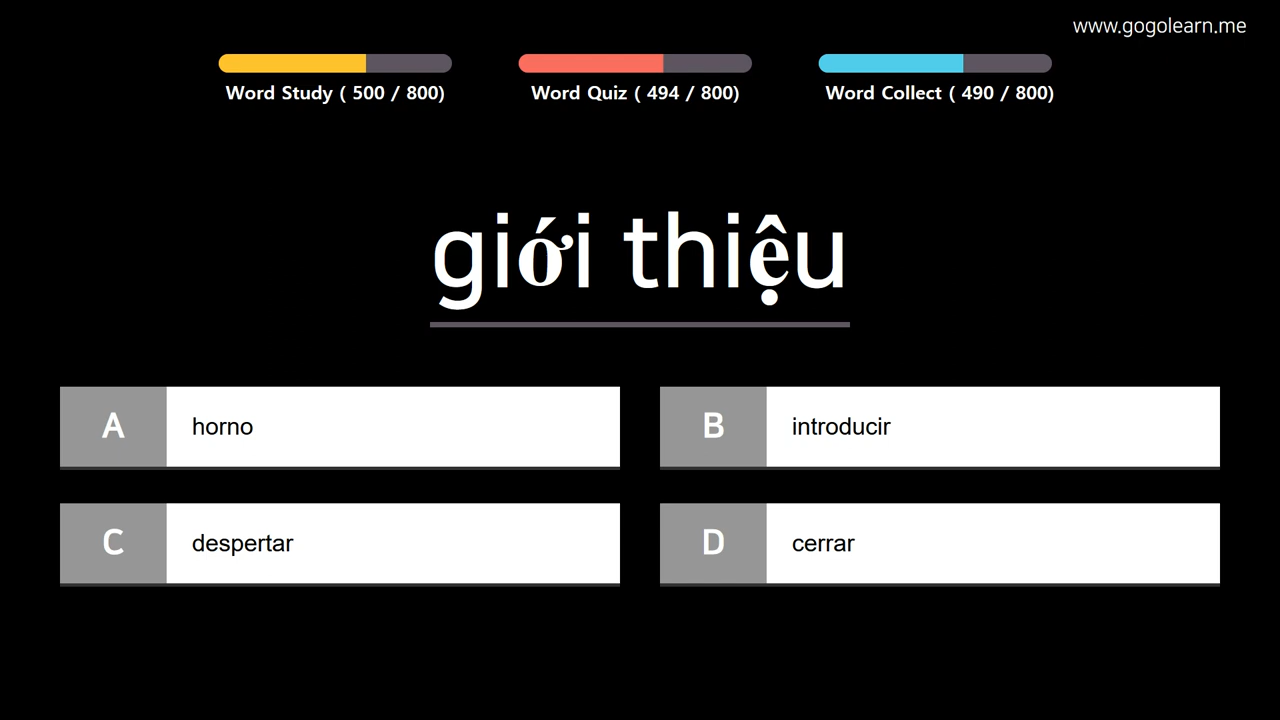 www.gogolearn.me
Word Study ( 500 / 800)
Word Quiz ( 494 / 800)
Word Collect ( 490 / 800)
giới thiệu
A horno
B introducir
C despertar
D cerrar